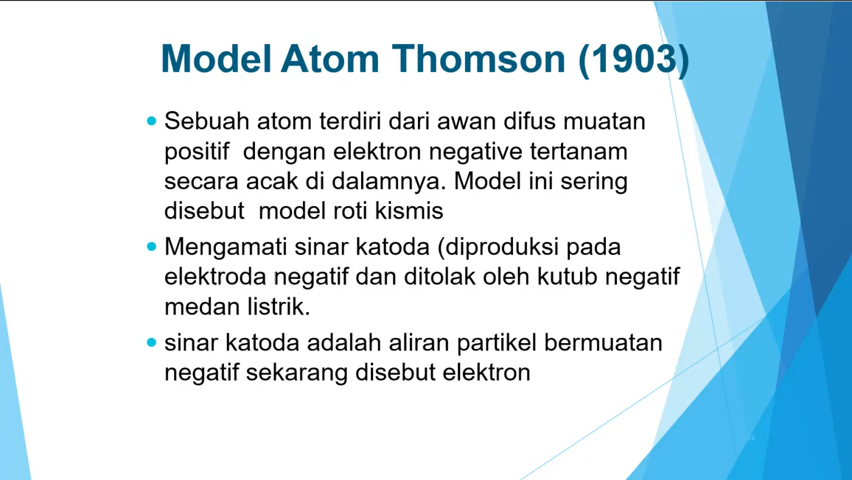 Model Atom Thomson (1903)
• Sebuah atom terdiri dari awan difus muatan
positif dengan elektron negative tertanam
secara acak di dalamnya. Model ini sering
disebut model roti kismis
• Mengamati sinar katoda (diproduksi pada
elektroda negatif dan ditolak oleh kutub negatif
medan listrik.
• sinar katoda adalah aliran partikel bermuatan
negatif sekarang disebut elektron